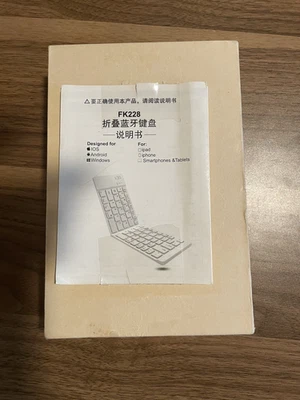 ⚠要正确使用本产品，请阅读说明书
FK228
折叠蓝牙键盘
说明书
Designed for
IOS
Android
Windows
For:
Ipad
Iphone
Smartphones &Tablets